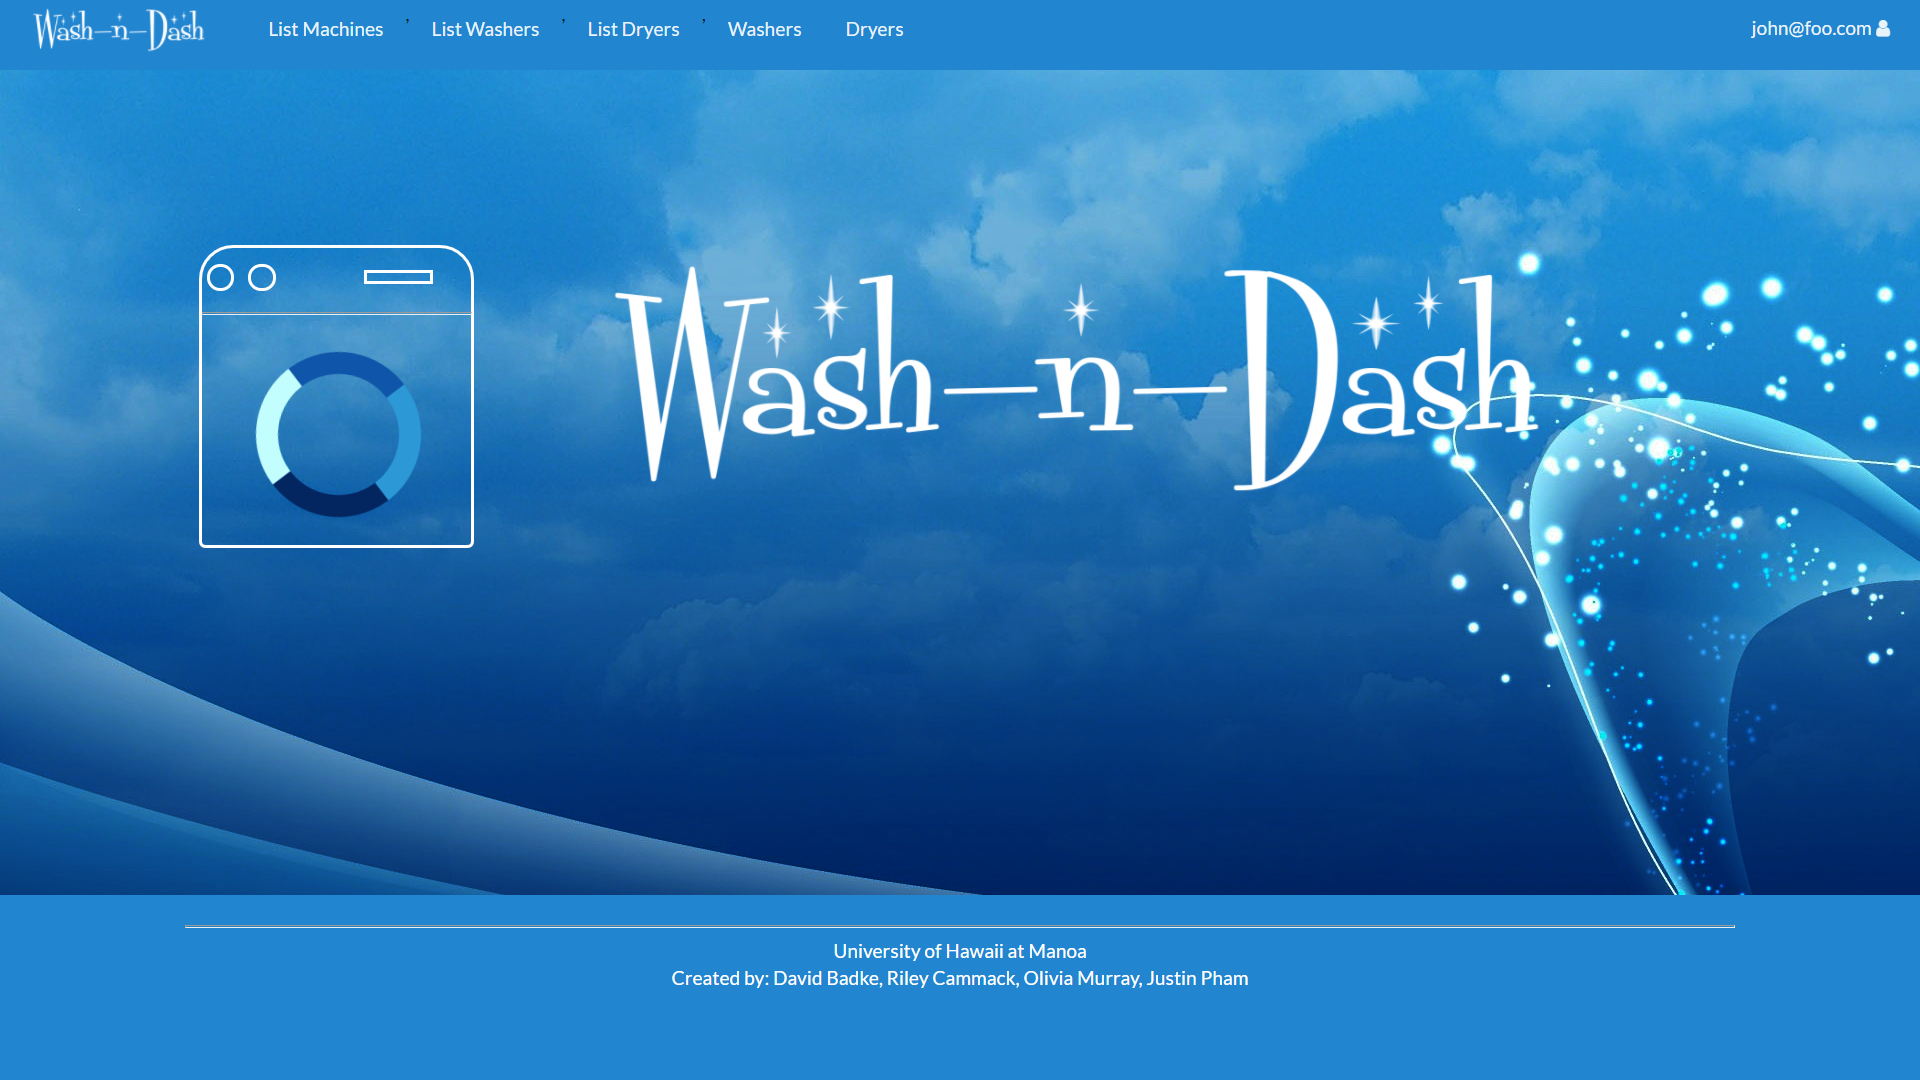 Wash-n-Dash List Machines , List Washers , List Dryers , Washers Dryers john@foo.com
Wash-n-Dash
University of Hawaii at Manoa
Created by: David Badke, Riley Cammack, Olivia Murray, Justin Pham